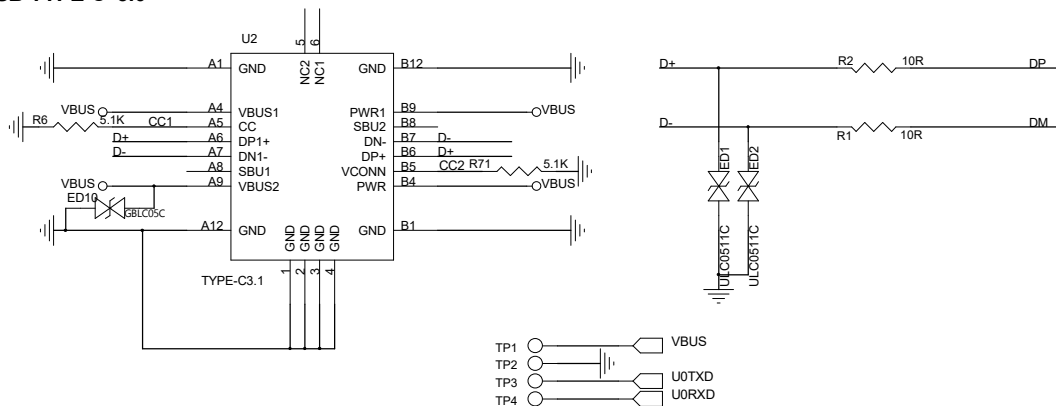 U2
5
6
NC2
NC1
A1 GND
GND B12
VBUS A4 VBUS1
PWR1 B9 VBUS
R6 5.1K CC1 A5 CC
SBU2 B8
D+ A6 DP1+
DN- B7 D-
D- A7 DN1-
DP+ B6 D+
A8 SBU1
VCONN B5 CC2 R71 5.1K
VBUS A9 VBUS2
PWR B4 VBUS
ED10
GBLC05C
A12 GND
GND B1
GND
GND
GND
GND
1
2
3
4
TYPE-C3.1
D+ R2 10R DP
D- R1 10R DM
ED1
ED2
ULC0511C
ULC0511C
TP1 VBUS
TP2
TP3 U0TXD
TP4 U0RXD